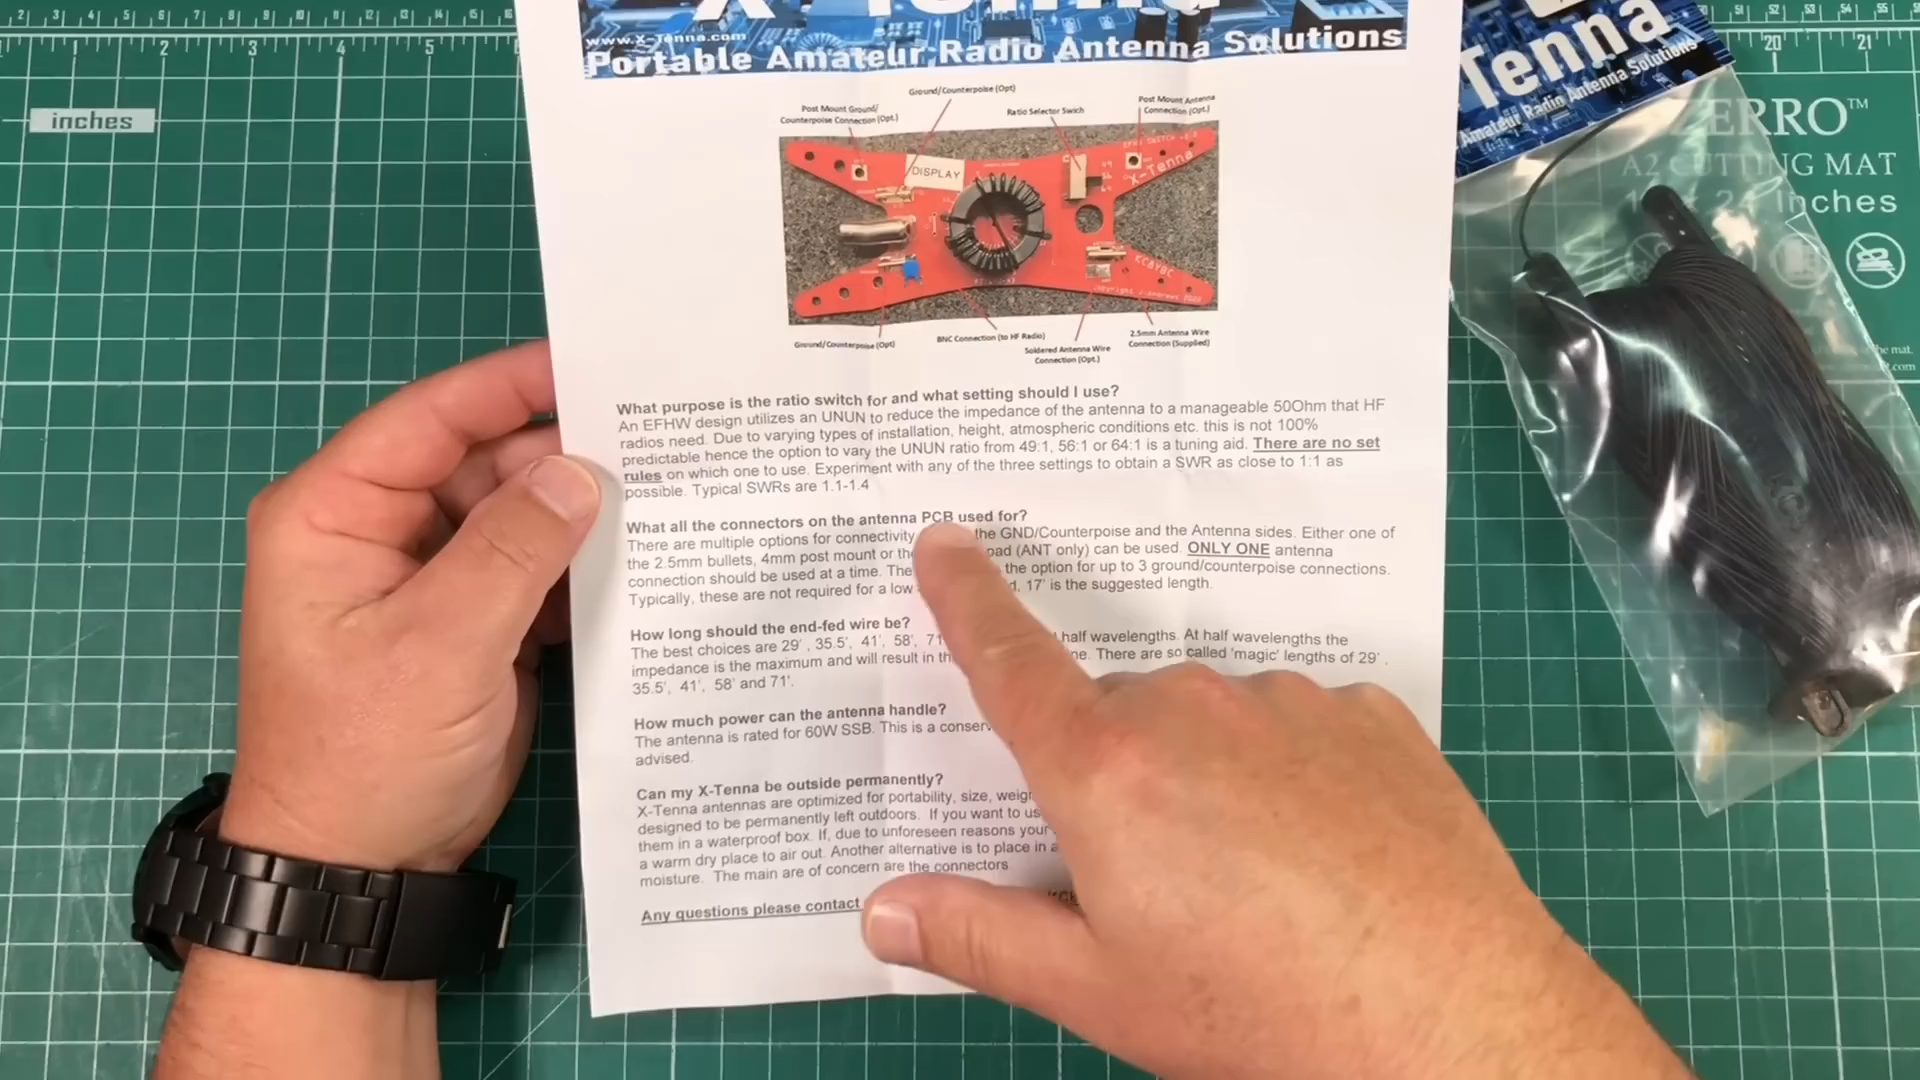 inches
www.X-Tenna.com
Portable Amateur Radio Antenna Solutions
Ground/Counterpoise (Opt)
Post Mount Ground/
Counterpoise Connection (Opt.)
Ratio Selector Swich
Post Mount Antenna
Connection (Opt.)
DISPLAY
X-Tenna
KC8YBC
Ground/Counterpoise (Opt)
BNC Connection (to HF Radio)
Soldered Antenna Wire
Connection (Opt.)
2.5mm Antenna Wire
Connection (Supplied)
What purpose is the ratio switch for and what setting should I use?
An EFHW design utilizes an UNUN to reduce the impedance of the antenna to a manageable 50Ohm that HF
radios need. Due to varying types of installation, height, atmospheric conditions etc. this is not 100%
predictable hence the option to vary the UNUN ratio from 49:1, 56:1 or 64:1 is a tuning aid. There are no set
rules on which one to use. Experiment with any of the three settings to obtain a SWR as close to 1:1 as
possible. Typical SWRs are 1.1-1.4
What all the connectors on the antenna PCB used for?
There are multiple options for connectivity the GND/Counterpoise and the Antenna sides. Either one of
the 2.5mm bullets, 4mm post mount or the pad (ANT only) can be used. ONLY ONE antenna
connection should be used at a time. The the option for up to 3 ground/counterpoise connections.
Typically, these are not required for a low 17' is the suggested length.
How long should the end-fed wire be?
The best choices are 29', 35.5', 41', 58', 71 half wavelengths. At half wavelengths the
impedance is the maximum and will result in There are so called 'magic' lengths of 29',
35.5', 41', 58' and 71'.
How much power can the antenna handle?
The antenna is rated for 60W SSB. This is a
advised.
Can my X-Tenna be outside permanently?
X-Tenna antennas are optimized for portability, size,
designed to be permanently left outdoors. If you want to
them in a waterproof box. If, due to unforeseen reasons your
a warm dry place to air out. Another alternative is to place in a
moisture. The main are of concern are the connectors
Any questions please contact
Tenna
Amateur Radio Antenna Solutions
A2 CUTTING MAT
inches